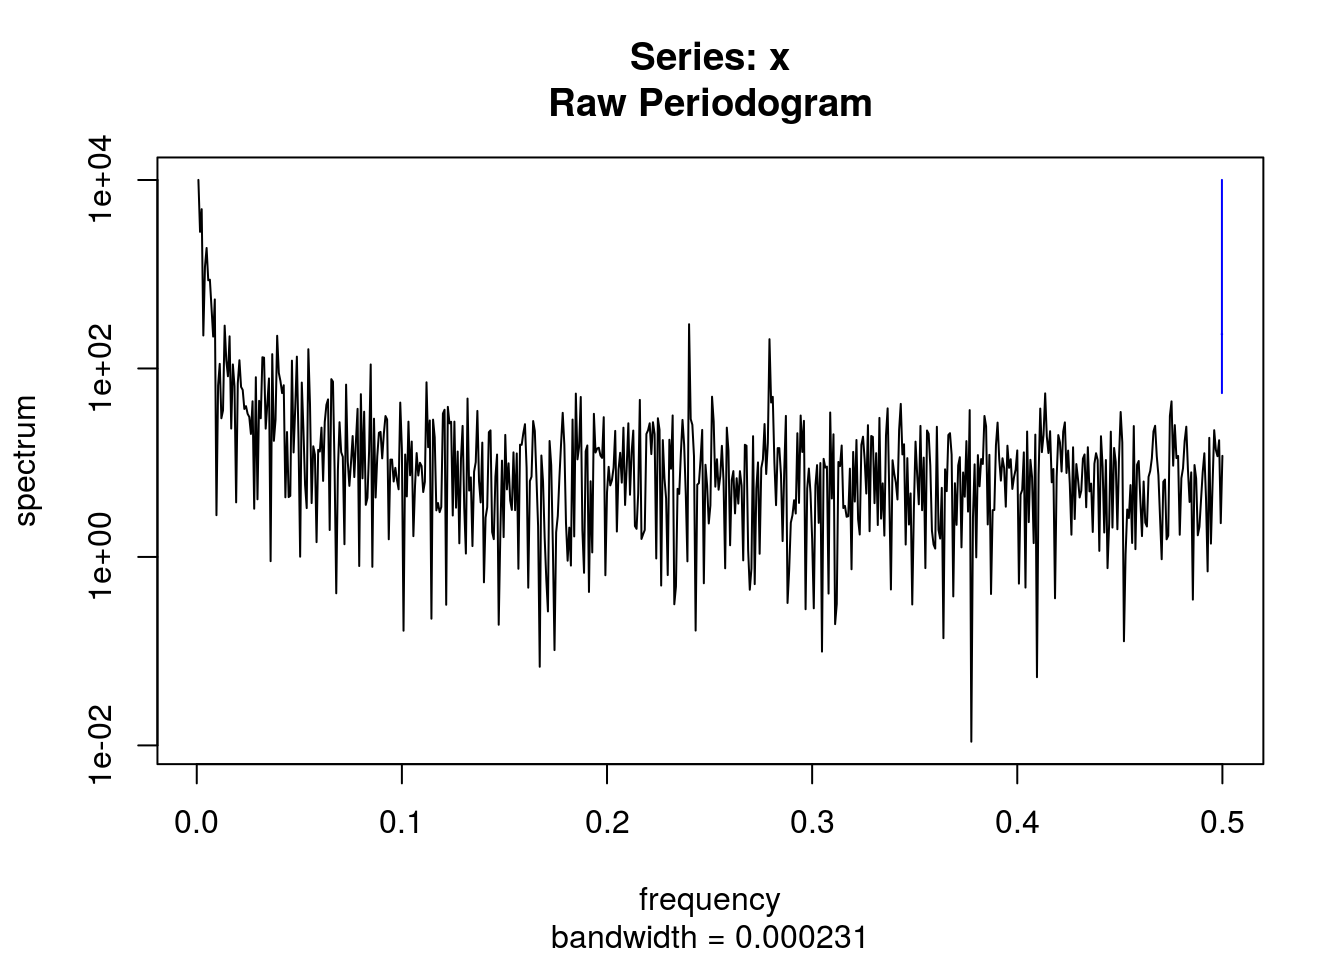 Series: x
Raw Periodogram
1e+04
1e+02
1e+00
1e-02
spectrum
0.0 0.1 0.2 0.3 0.4 0.5
frequency
bandwidth = 0.000231